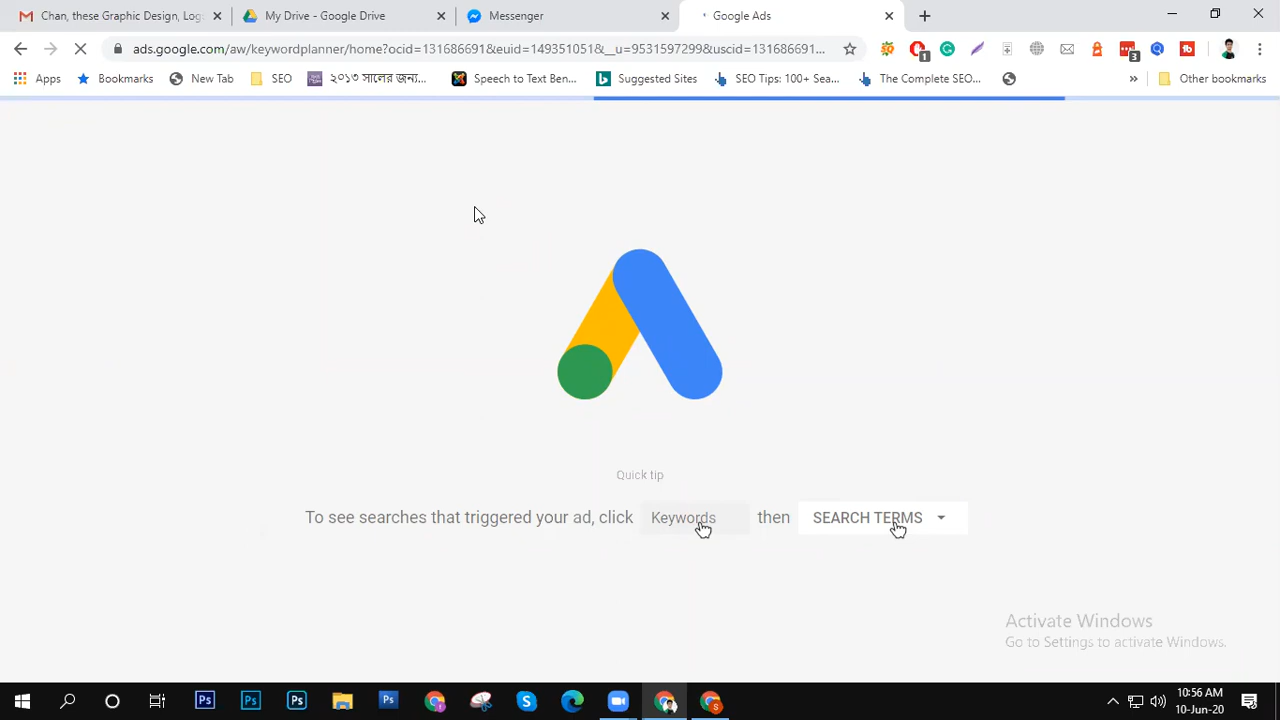 Chan, these Graphic Design, Log
My Drive - Google Drive
Messenger
Google Ads
ads.google.com/aw/keywordplanner/home?ocid=131686691&euid=149351051&__u=9531597299&uscid=131686691...
Apps
Bookmarks
New Tab
SEO
২০১৩ সালের জন্য...
Speech to Text Ben...
Suggested Sites
SEO Tips: 100+ Sea...
The Complete SEO...
Other bookmarks
Quick tip
To see searches that triggered your ad, click Keywords then SEARCH TERMS
Activate Windows
Go to Settings to activate Windows.
10:56 AM
10-Jun-20